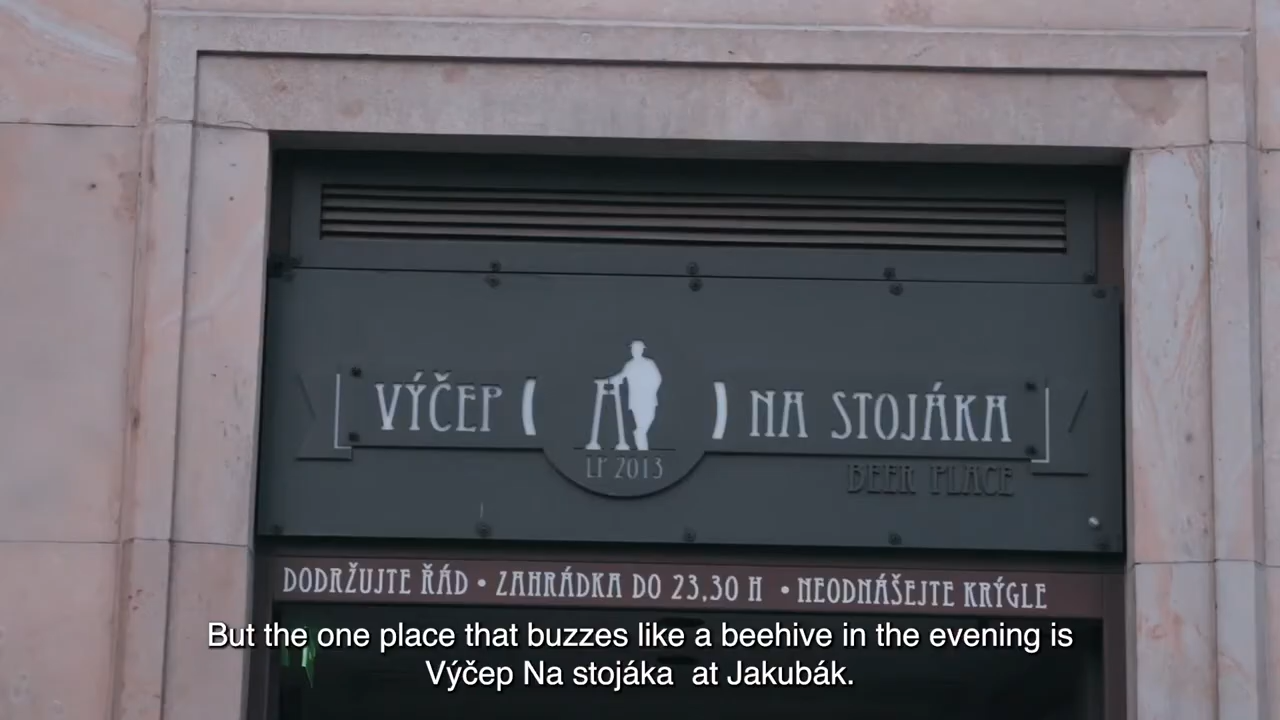 VÝČEP ( ) NA STOJÁKA
LP 2013
BEER PLACE
DODRŽUJTE ŘÁD • ZAHRÁDKA DO 23,30 H • NEODNÁŠEJTE KRÝGLE
But the one place that buzzes like a beehive in the evening is
Výčep Na stojáka at Jakubák.